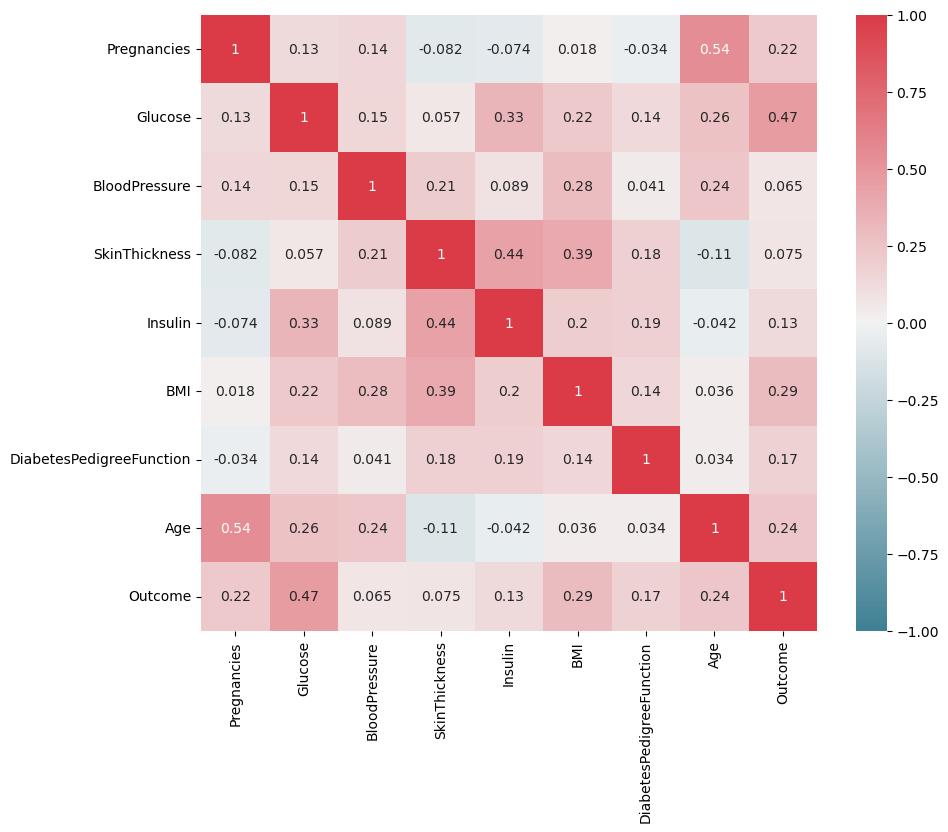 1.00
Pregnancies 1 0.13 0.14 -0.082 -0.074 0.018 -0.034 0.54 0.22
0.75
Glucose 0.13 1 0.15 0.057 0.33 0.22 0.14 0.26 0.47
0.50
BloodPressure 0.14 0.15 1 0.21 0.089 0.28 0.041 0.24 0.065
0.25
SkinThickness -0.082 0.057 0.21 1 0.44 0.39 0.18 -0.11 0.075
0.00
Insulin -0.074 0.33 0.089 0.44 1 0.2 0.19 -0.042 0.13
BMI 0.018 0.22 0.28 0.39 0.2 1 0.14 0.036 0.29
−0.25
DiabetesPedigreeFunction -0.034 0.14 0.041 0.18 0.19 0.14 1 0.034 0.17
−0.50
Age 0.54 0.26 0.24 -0.11 -0.042 0.036 0.034 1 0.24
−0.75
Outcome 0.22 0.47 0.065 0.075 0.13 0.29 0.17 0.24 1
−1.00
Pregnancies
Glucose
BloodPressure
SkinThickness
Insulin
BMI
DiabetesPedigreeFunction
Age
Outcome